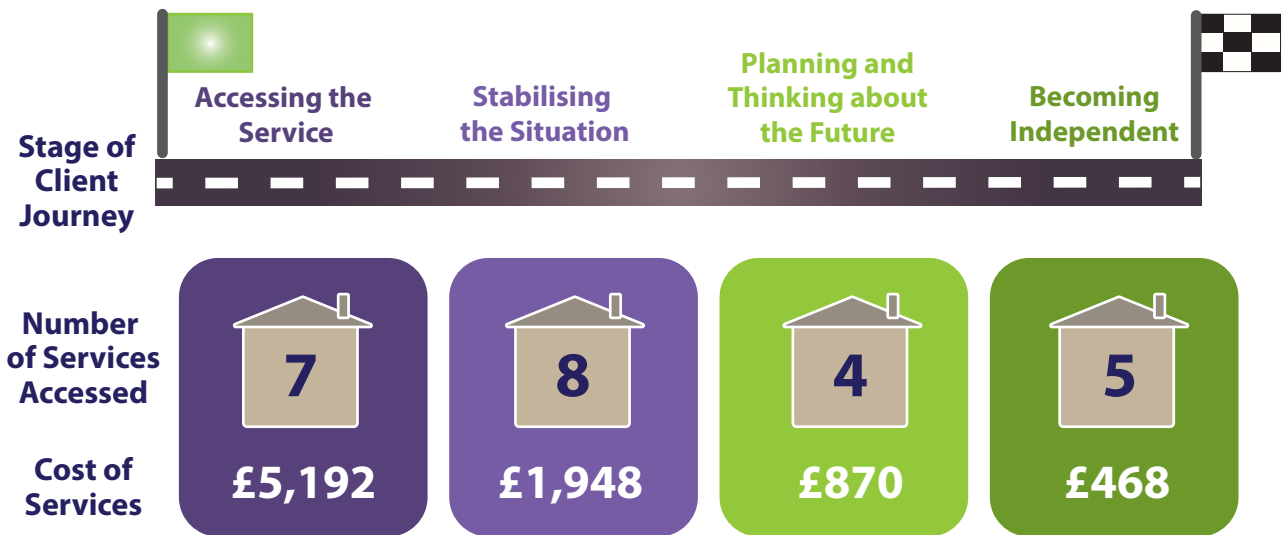 Stage of
Client
Journey
Accessing the
Service
Stabilising
the Situation
Planning and
Thinking about
the Future
Becoming
Independent
Number
of Services
Accessed
7
8
4
5
Cost of
Services
£5,192
£1,948
£870
£468